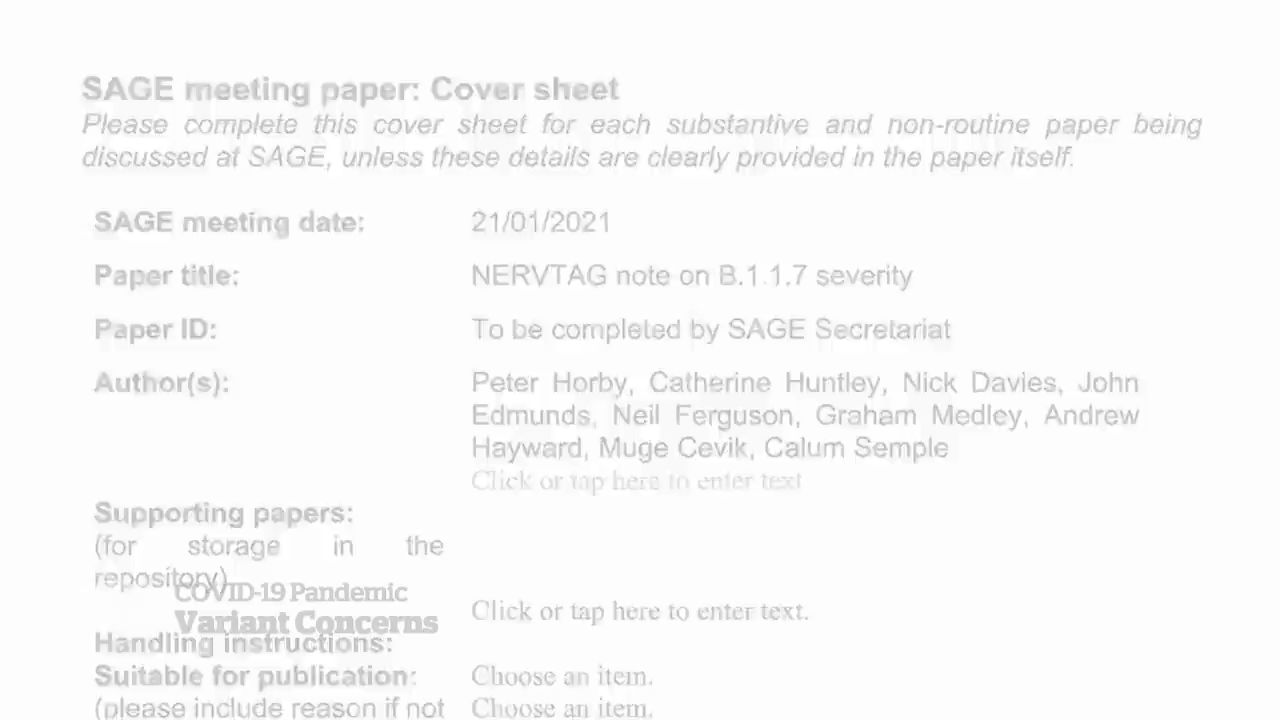 SAGE meeting paper: Cover sheet
Please complete this cover sheet for each substantive and non-routine paper being
discussed at SAGE, unless these details are clearly provided in the paper itself.
SAGE meeting date: 21/01/2021
Paper title: NERVTAG note on B.1.1.7 severity
Paper ID: To be completed by SAGE Secretariat
Author(s): Peter Horby, Catherine Huntley, Nick Davies, John
Edmunds, Neil Ferguson, Graham Medley, Andrew
Hayward, Muge Cevik, Calum Semple
Click or tap here to enter text
Supporting papers:
(for storage in the
repository)
COVID-19 Pandemic
Click or tap here to enter text.
Variant Concerns
Handling instructions:
Suitable for publication: Choose an item.
(please include reason if not Choose an item.